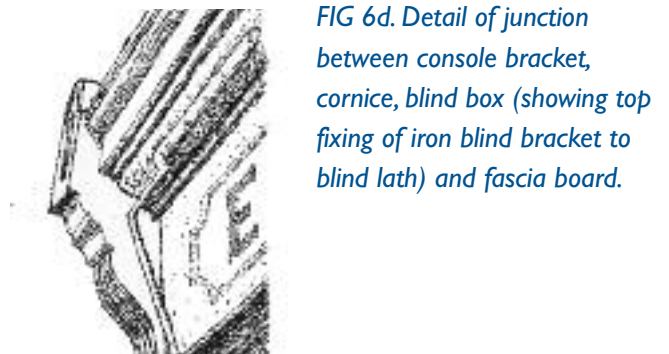 FIG 6d. Detail of junction
between console bracket,
cornice, blind box (showing top
fixing of iron blind bracket to
blind lath) and fascia board.
E